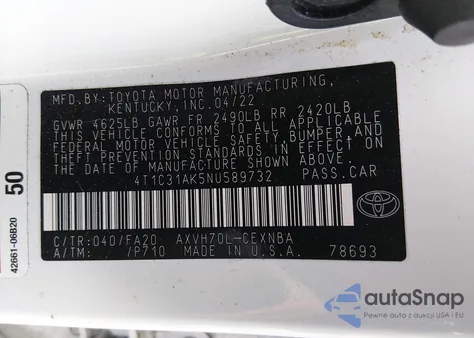 MFD. BY: TOYOTA MOTOR MANUFACTURING,
KENTUCKY, INC. 04/22
GVWR 4625LB GAWR FR 2490LB RR 2420LB
THIS VEHICLE CONFORMS TO ALL APPLICABLE
FEDERAL MOTOR VEHICLE SAFETY, BUMPER, AND
THEFT PREVENTION STANDARDS IN EFFECT ON
THE DATE OF MANUFACTURE SHOWN ABOVE.
4T1C31AK5NU589732 PASS.CAR
C/TR:040/FA20 AXVH70L-CEXNBA
A/TM: /P710 MADE IN U.S.A. 78693
TOYOTA
50
42661-06B20
autoSnap
Pewne auto z aukcji w USA i Kanadzie